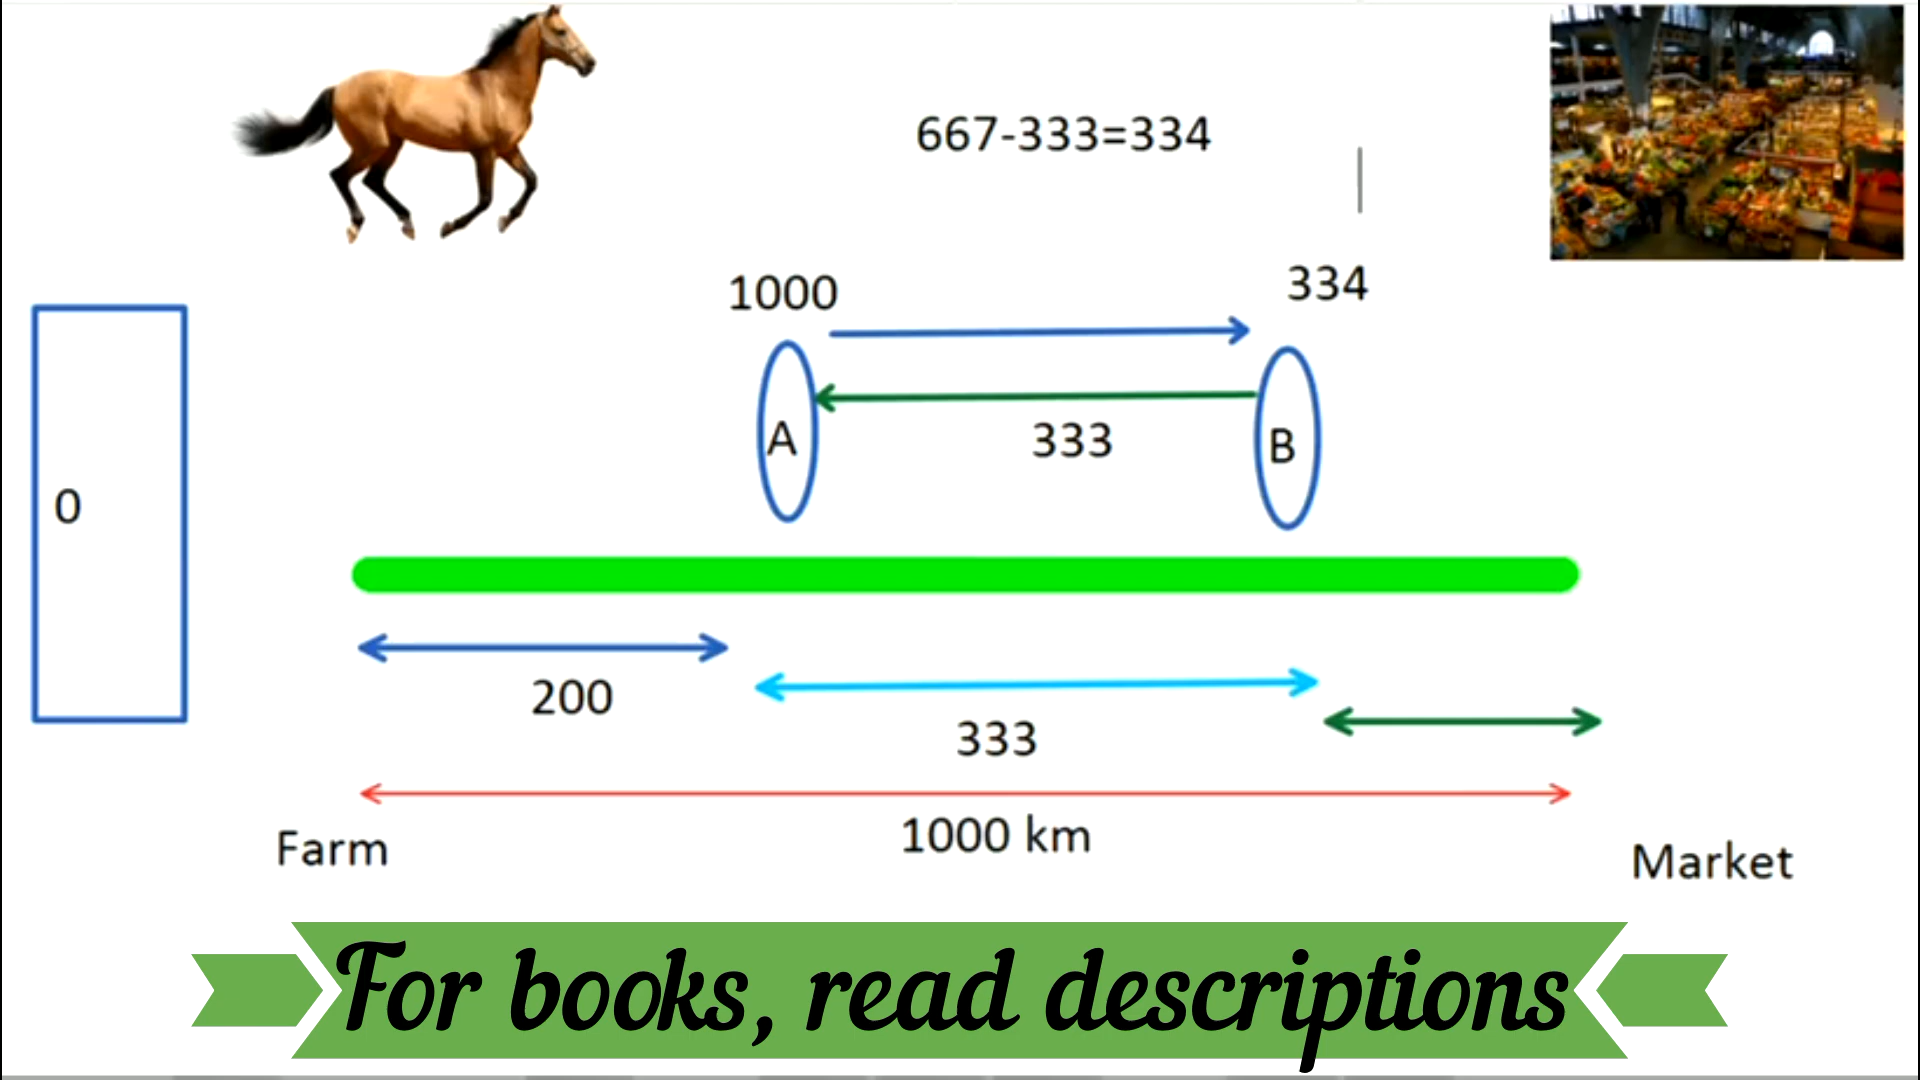 667-333=334
1000
334
A
333
B
0
200
333
1000 km
Farm
Market
For books, read descriptions